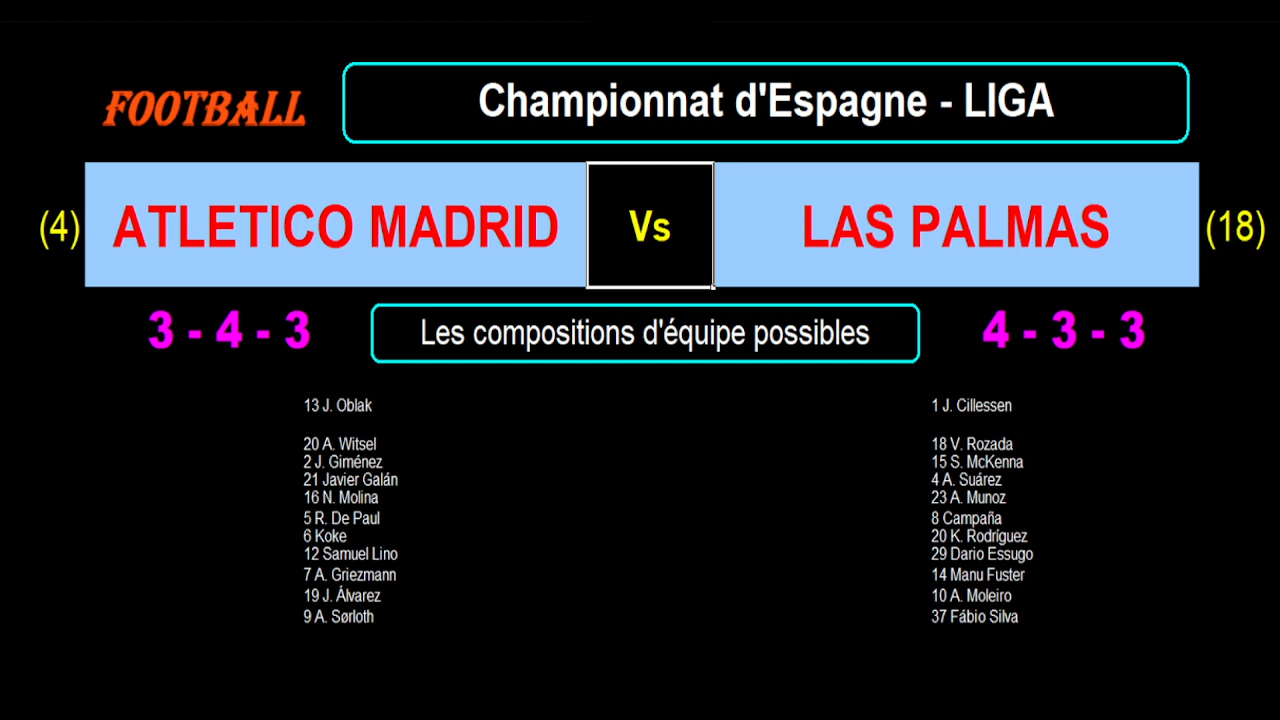 FOOTBALL
Championnat d'Espagne - LIGA
(4) ATLETICO MADRID Vs LAS PALMAS (18)
3 - 4 - 3 Les compositions d'équipe possibles 4 - 3 - 3
13 J. Oblak
20 A. Witsel
2 J. Giménez
21 Javier Galán
16 N. Molina
5 R. De Paul
6 Koke
12 Samuel Lino
7 A. Griezmann
19 J. Álvarez
9 A. Sørloth
1 J. Cillessen
18 V. Rozada
15 S. McKenna
4 A. Suárez
23 A. Munoz
8 Campaña
20 K. Rodríguez
29 Dario Essugo
14 Manu Fuster
10 A. Moleiro
37 Fábio Silva